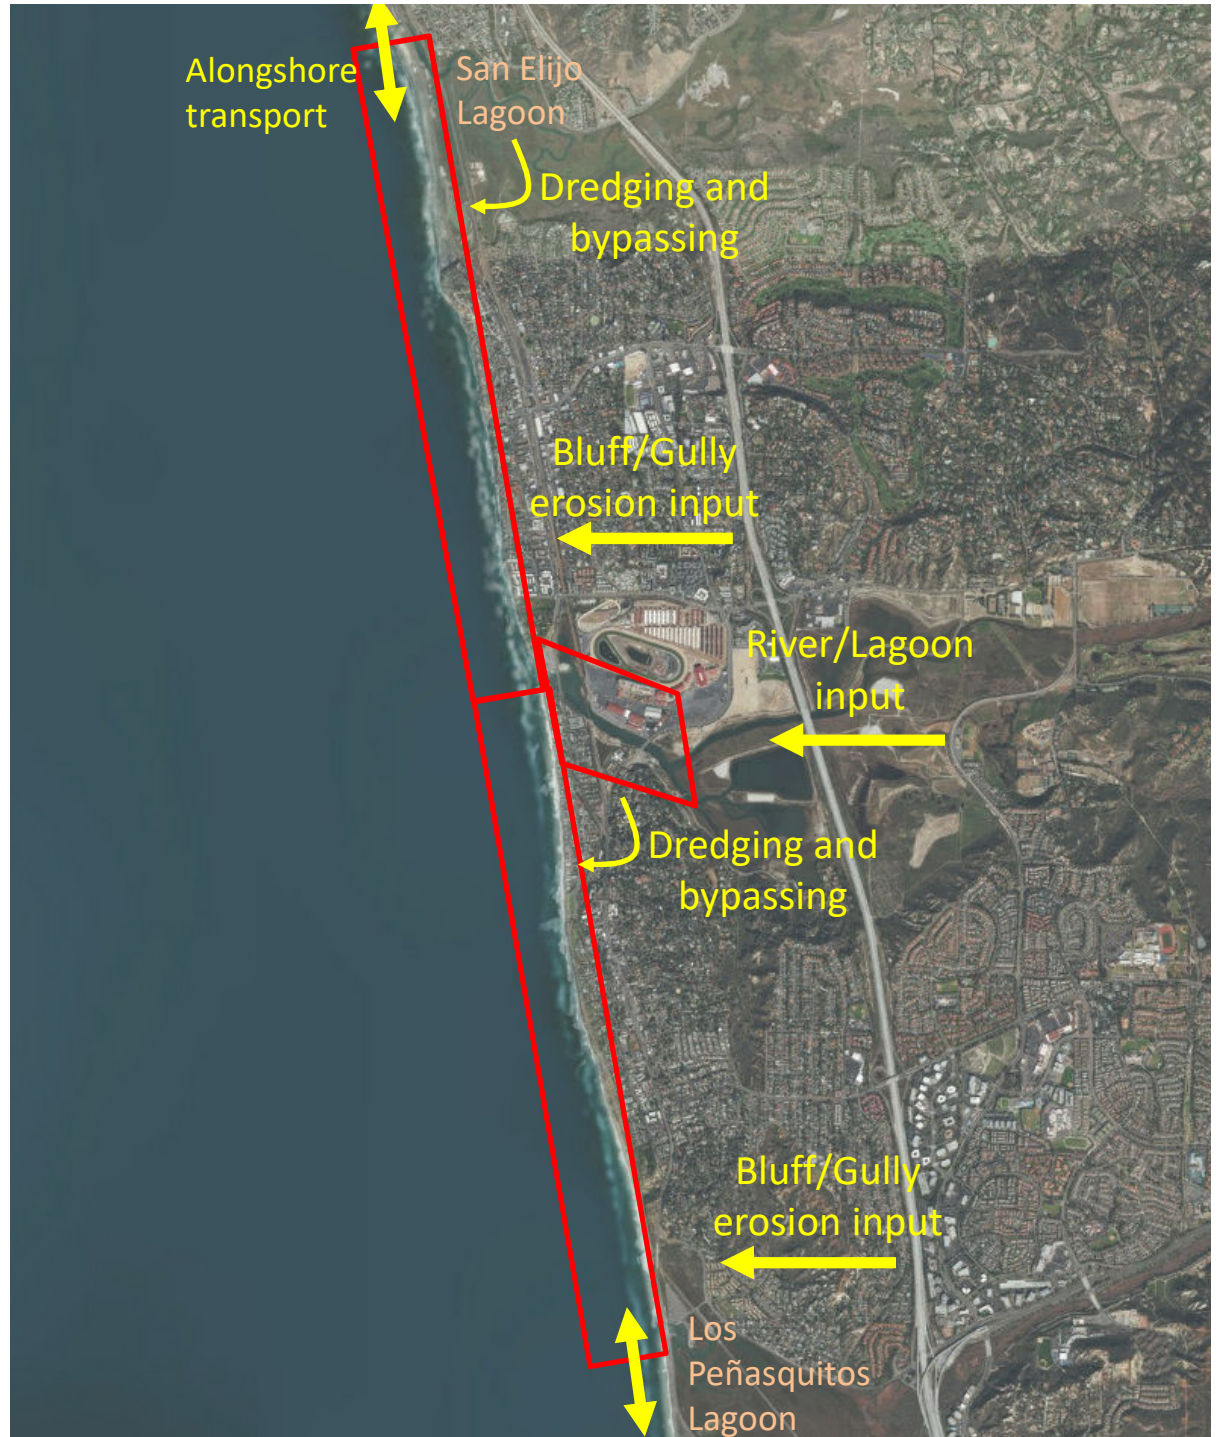 Alongshore
transport
San Elijo
Lagoon
Dredging and
bypassing
Bluff/Gully
erosion input
River/Lagoon
input
Dredging and
bypassing
Bluff/Gully
erosion input
Los
Peñasquitos
Lagoon